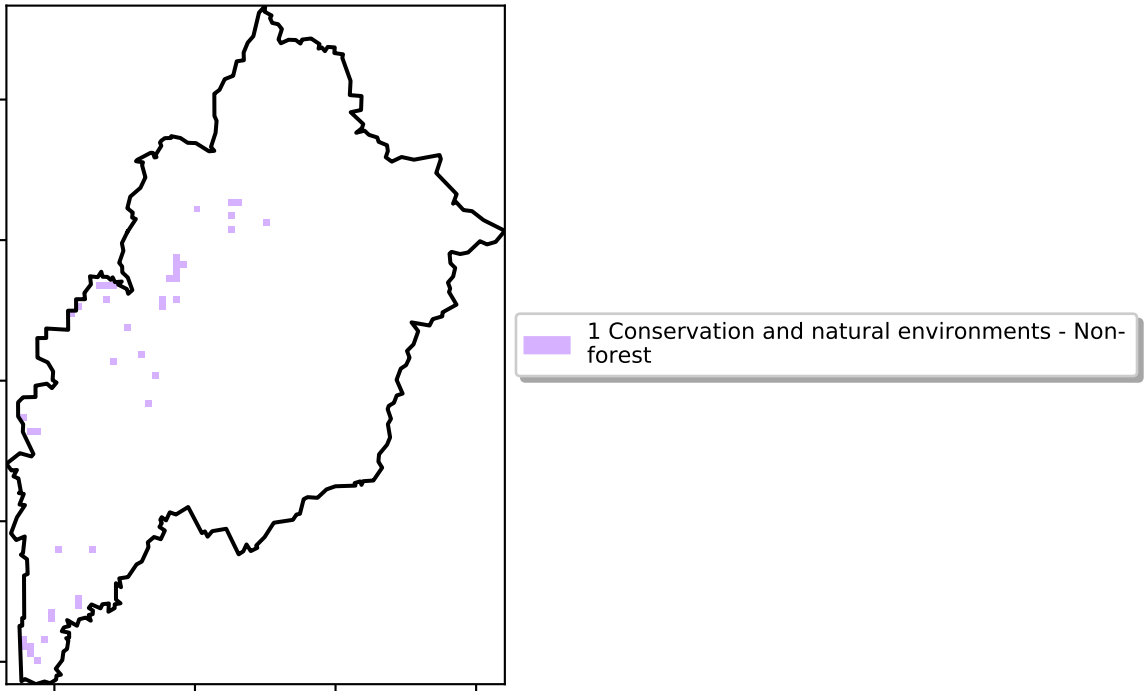 1 Conservation and natural environments - Non-
forest